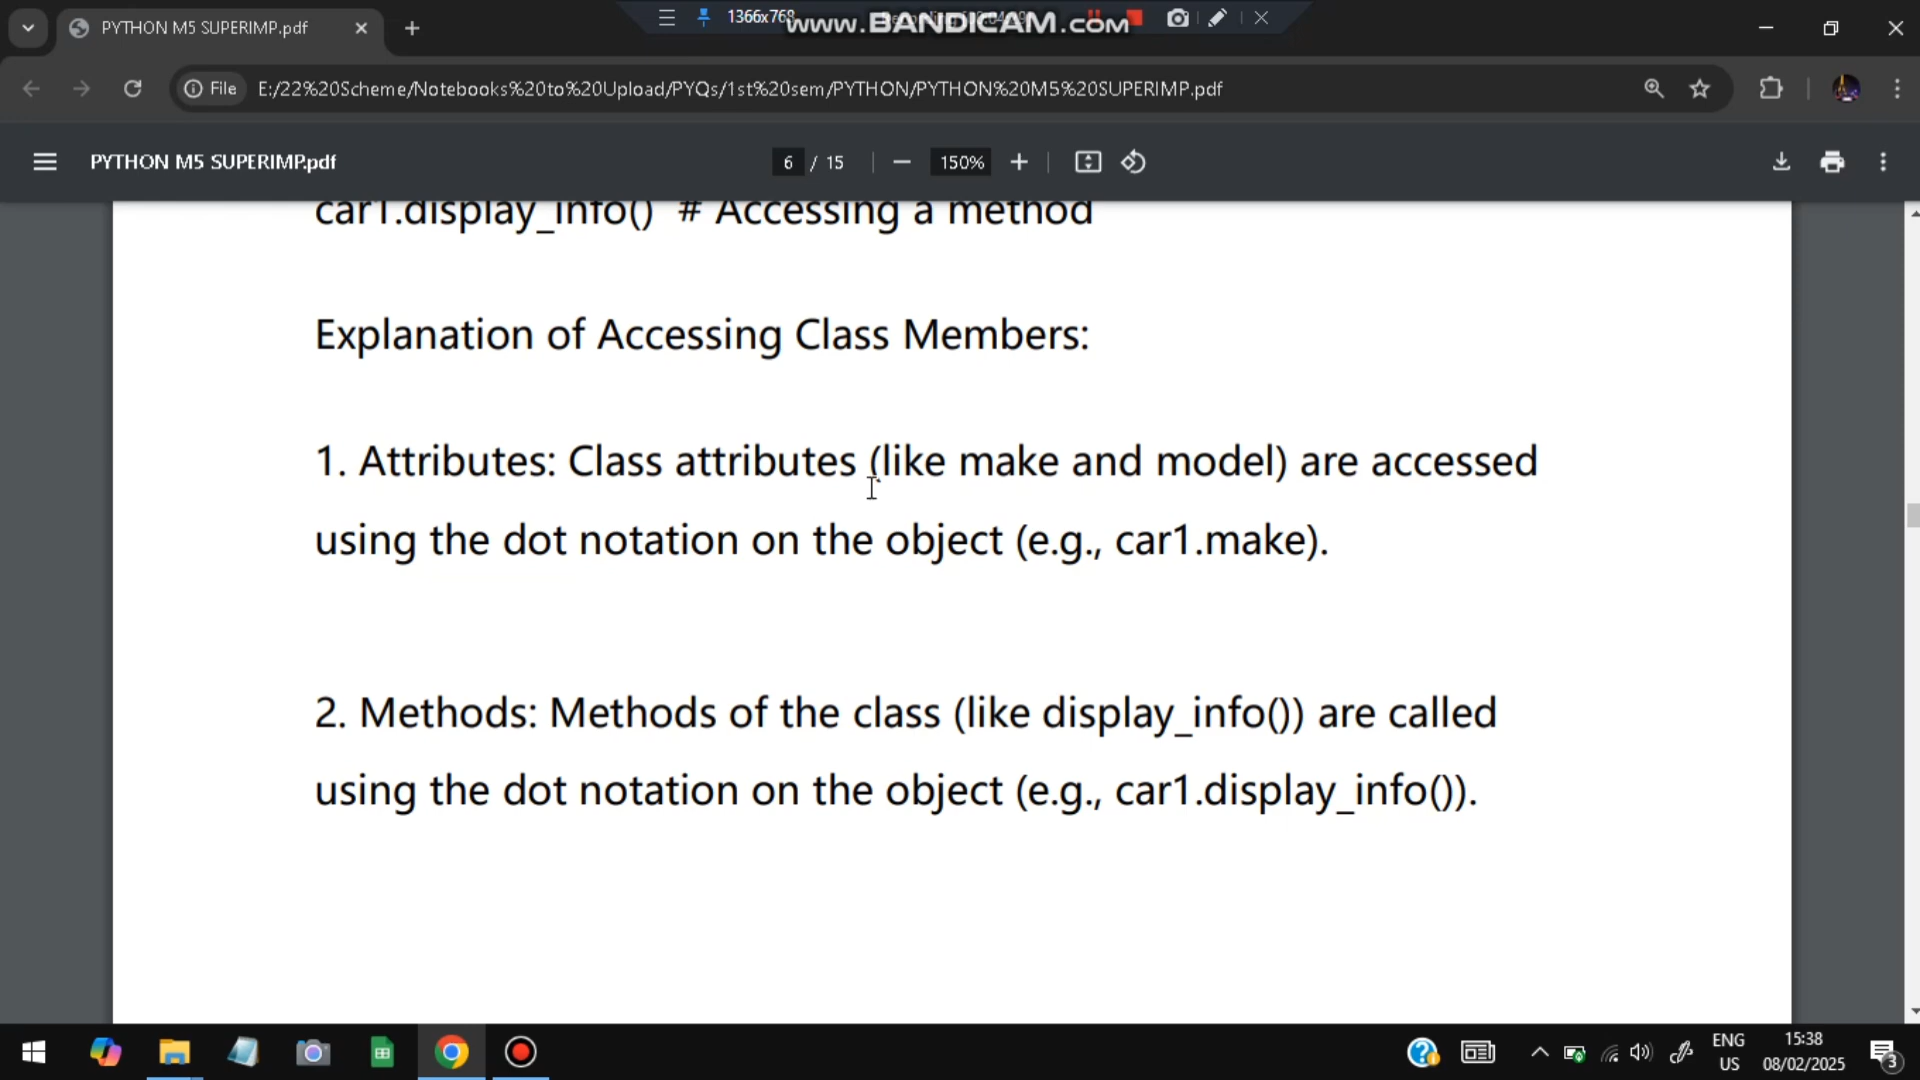 PYTHON M5 SUPERIMP.pdf
1366x768
www.BANDICAM.com
File
E:/22%20Scheme/Notebooks%20to%20Upload/PYQs/1st%20sem/PYTHON/PYTHON%20M5%20SUPERIMP.pdf
PYTHON M5 SUPERIMP.pdf
6 / 15
150%
car1.display_info() # Accessing a method
Explanation of Accessing Class Members:
1. Attributes: Class attributes (like make and model) are accessed
using the dot notation on the object (e.g., car1.make).
2. Methods: Methods of the class (like display_info()) are called
using the dot notation on the object (e.g., car1.display_info()).
ENG
US
15:38
08/02/2025
3